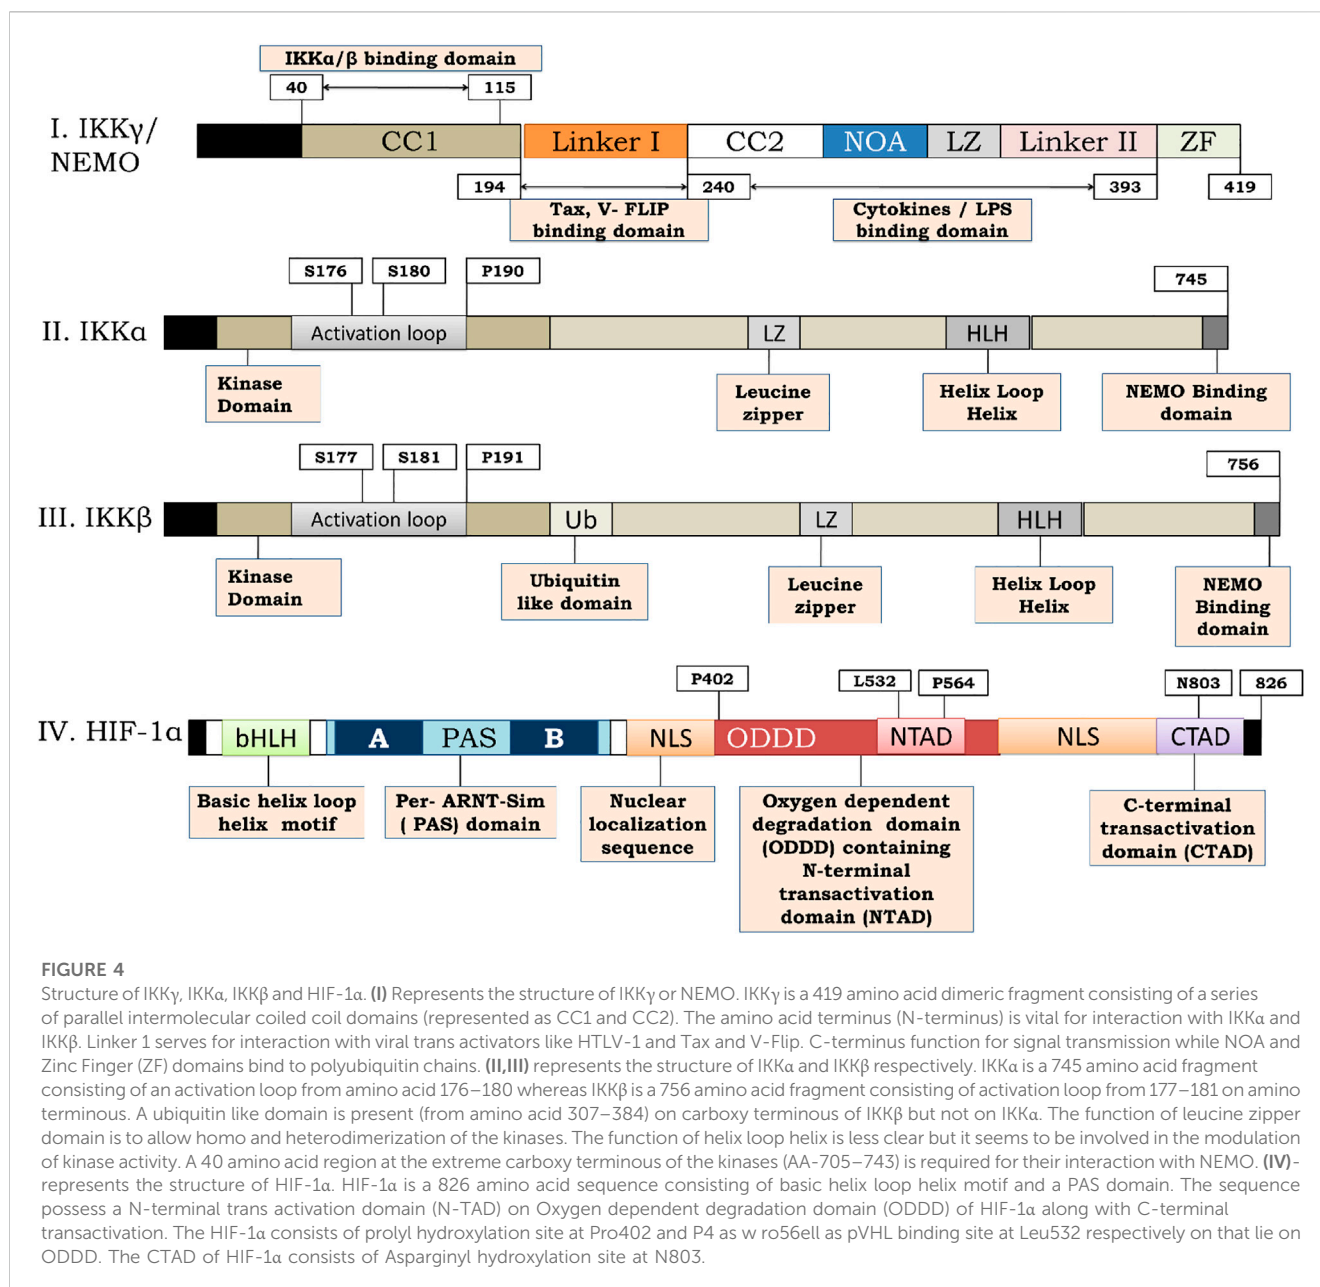 IKKα/β binding domain
40
115
I. IKKγ/
NEMO
CC1
Linker I
CC2
NOA
LZ
Linker II
ZF
194
240
393
419
Tax, V- FLIP
binding domain
Cytokines / LPS
binding domain
S176
S180
P190
745
II. IKKα
Activation loop
LZ
HLH
Kinase
Domain
Leucine
zipper
Helix Loop
Helix
NEMO Binding
domain
S177
S181
P191
756
III. IKKβ
Activation loop
Ub
LZ
HLH
Kinase
Domain
Ubiquitin
like domain
Leucine
zipper
Helix Loop
Helix
NEMO
Binding
domain
P402
L532
P564
N803
826
IV. HIF-1α
bHLH
A
PAS
B
NLS
ODDD
NTAD
NLS
CTAD
Basic helix loop
helix motif
Per- ARNT-Sim
( PAS) domain
Nuclear
localization
sequence
Oxygen dependent
degradation domain
(ODDD) containing
N-terminal
transactivation
domain (NTAD)
C-terminal
transactivation
domain (CTAD)
FIGURE 4
Structure of IKKγ, IKKα, IKKβ and HIF-1α. (I) Represents the structure of IKKγ or NEMO. IKKγ is a 419 amino acid dimeric fragment consisting of a series
of parallel intermolecular coiled coil domains (represented as CC1 and CC2). The amino acid terminus (N-terminus) is vital for interaction with IKKα and
IKKβ. Linker 1 serves for interaction with viral trans activators like HTLV-1 and Tax and V-Flip. C-terminus function for signal transmission while NOA and
Zinc Finger (ZF) domains bind to polyubiquitin chains. (II,III) represents the structure of IKKα and IKKβ respectively. IKKα is a 745 amino acid fragment
consisting of an activation loop from amino acid 176–180 whereas IKKβ is a 756 amino acid fragment consisting of activation loop from 177–181 on amino
terminous. A ubiquitin like domain is present (from amino acid 307–384) on carboxy terminous of IKKβ but not on IKKα. The function of leucine zipper
domain is to allow homo and heterodimerization of the kinases. The function of helix loop helix is less clear but it seems to be involved in the modulation
of kinase activity. A 40 amino acid region at the extreme carboxy terminous of the kinases (AA-705–743) is required for their interaction with NEMO. (IV)-
represents the structure of HIF-1α. HIF-1α is a 826 amino acid sequence consisting of basic helix loop helix motif and a PAS domain. The sequence
possess a N-terminal trans activation domain (N-TAD) on Oxygen dependent degradation domain (ODDD) of HIF-1α along with C-terminal
transactivation. The HIF-1α consists of prolyl hydroxylation site at Pro402 and P4 as w ro56ell as pVHL binding site at Leu532 respectively on that lie on
ODDD. The CTAD of HIF-1α consists of Asparginyl hydroxylation site at N803.